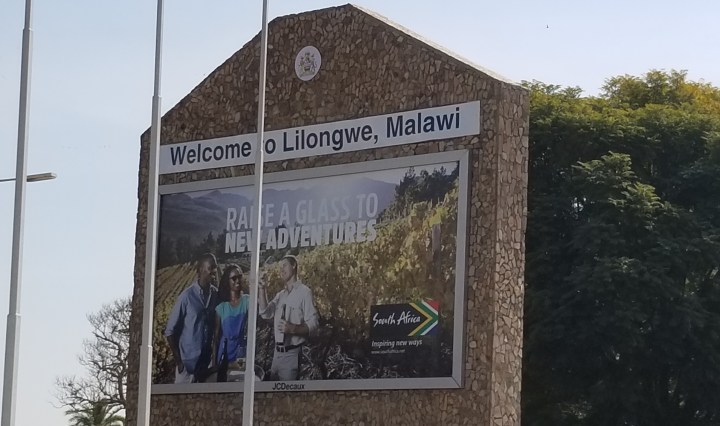 Welcome to Lilongwe, Malawi
RAISE A GLASS TO
NEW ADVENTURES
South Africa
Inspiring new ways
JCDecaux